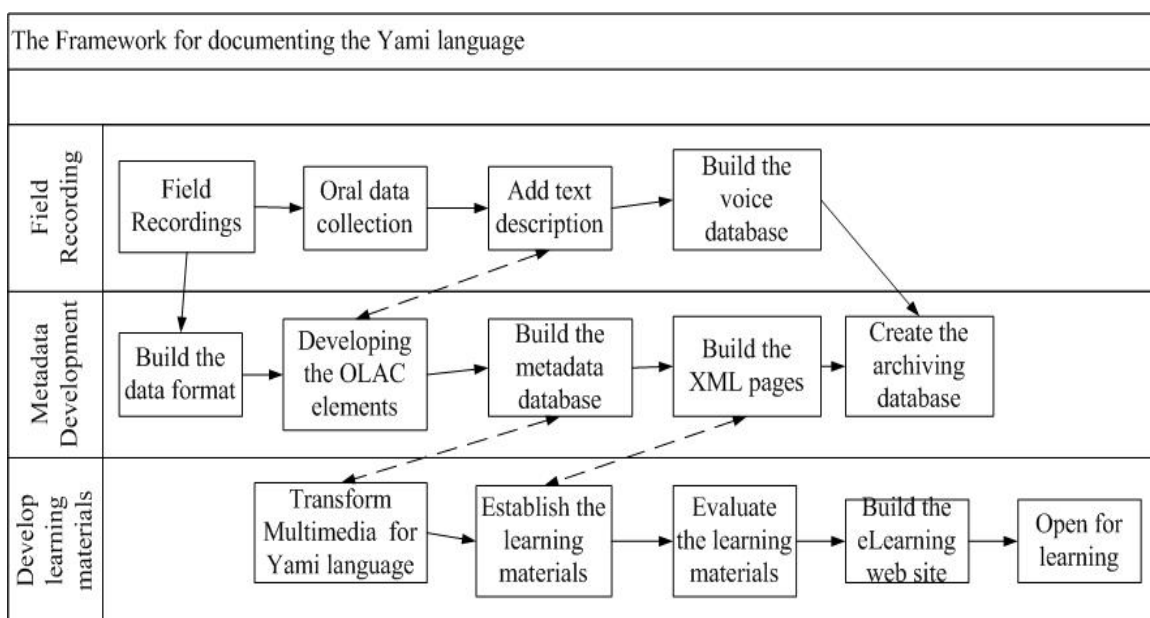 The Framework for documenting the Yami language
Field
Recording
Field
Recordings
Oral data
collection
Add text
description
Build the
voice
database
Metadata
Development
Build the
data format
Developing
the OLAC
elements
Build the
metadata
database
Build the
XML pages
Create the
archiving
database
Develop
learning
materials
Transform
Multimedia for
Yami language
Establish the
learning
materials
Evaluate
the learning
materials
Build the
eLearning
web site
Open for
learning